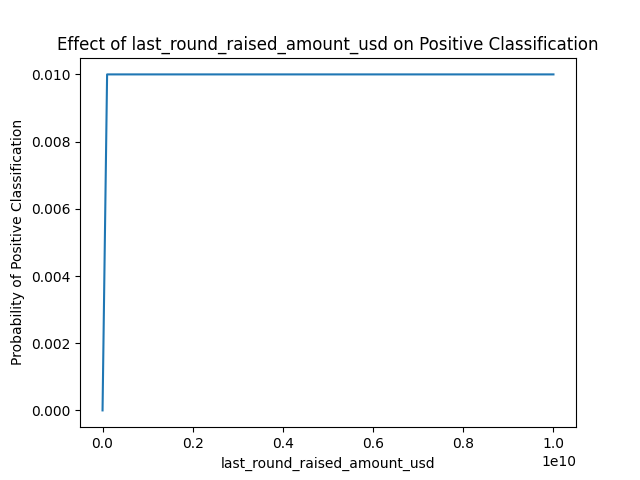 Effect of last_round_raised_amount_usd on Positive Classification
Probability of Positive Classification
0.010
0.008
0.006
0.004
0.002
0.000
0.0 0.2 0.4 0.6 0.8 1.0
1e10
last_round_raised_amount_usd